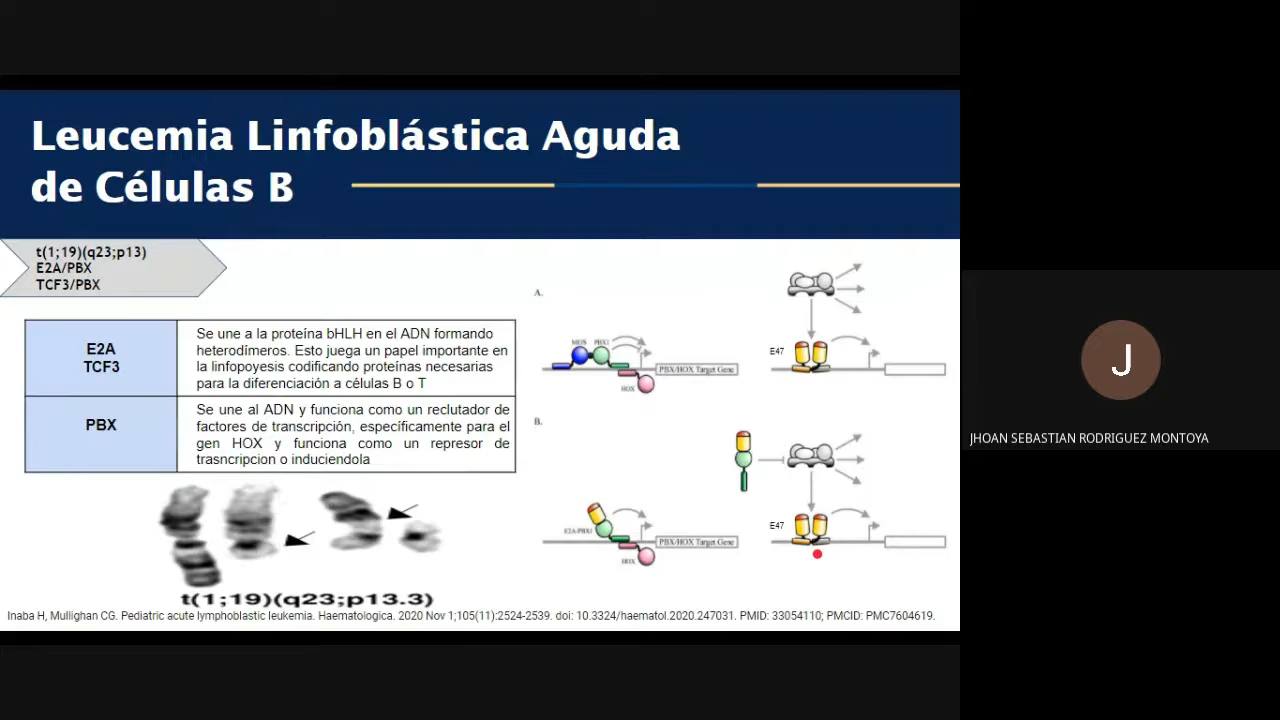 Leucemia Linfoblástica Aguda
de Células B
t(1;19)(q23;p13)
E2A/PBX
TCF3/PBX
E2A
TCF3
Se une a la proteína bHLH en el ADN formando
heterodímeros. Esto juega un papel importante en
la linfopoyesis codificando proteínas necesarias
para la diferenciación a células B o T
PBX
Se une al ADN y funciona como un reclutador de
factores de transcripción, específicamente para el
gen HOX y funciona como un represor de
trasncripcion o induciendola
t(1;19)(q23;p13.3)
A.
MEIS PBX1
HOX
PBX/HOX Target Gene
E47
B.
E2A-PBX1
HOX
PBX/HOX Target Gene
E47
Inaba H, Mullighan CG. Pediatric acute lymphoblastic leukemia. Haematologica. 2020 Nov 1;105(11):2524-2539. doi: 10.3324/haematol.2020.247031. PMID: 33054110; PMCID: PMC7604619.
J
JHOAN SEBASTIAN RODRIGUEZ MONTOYA